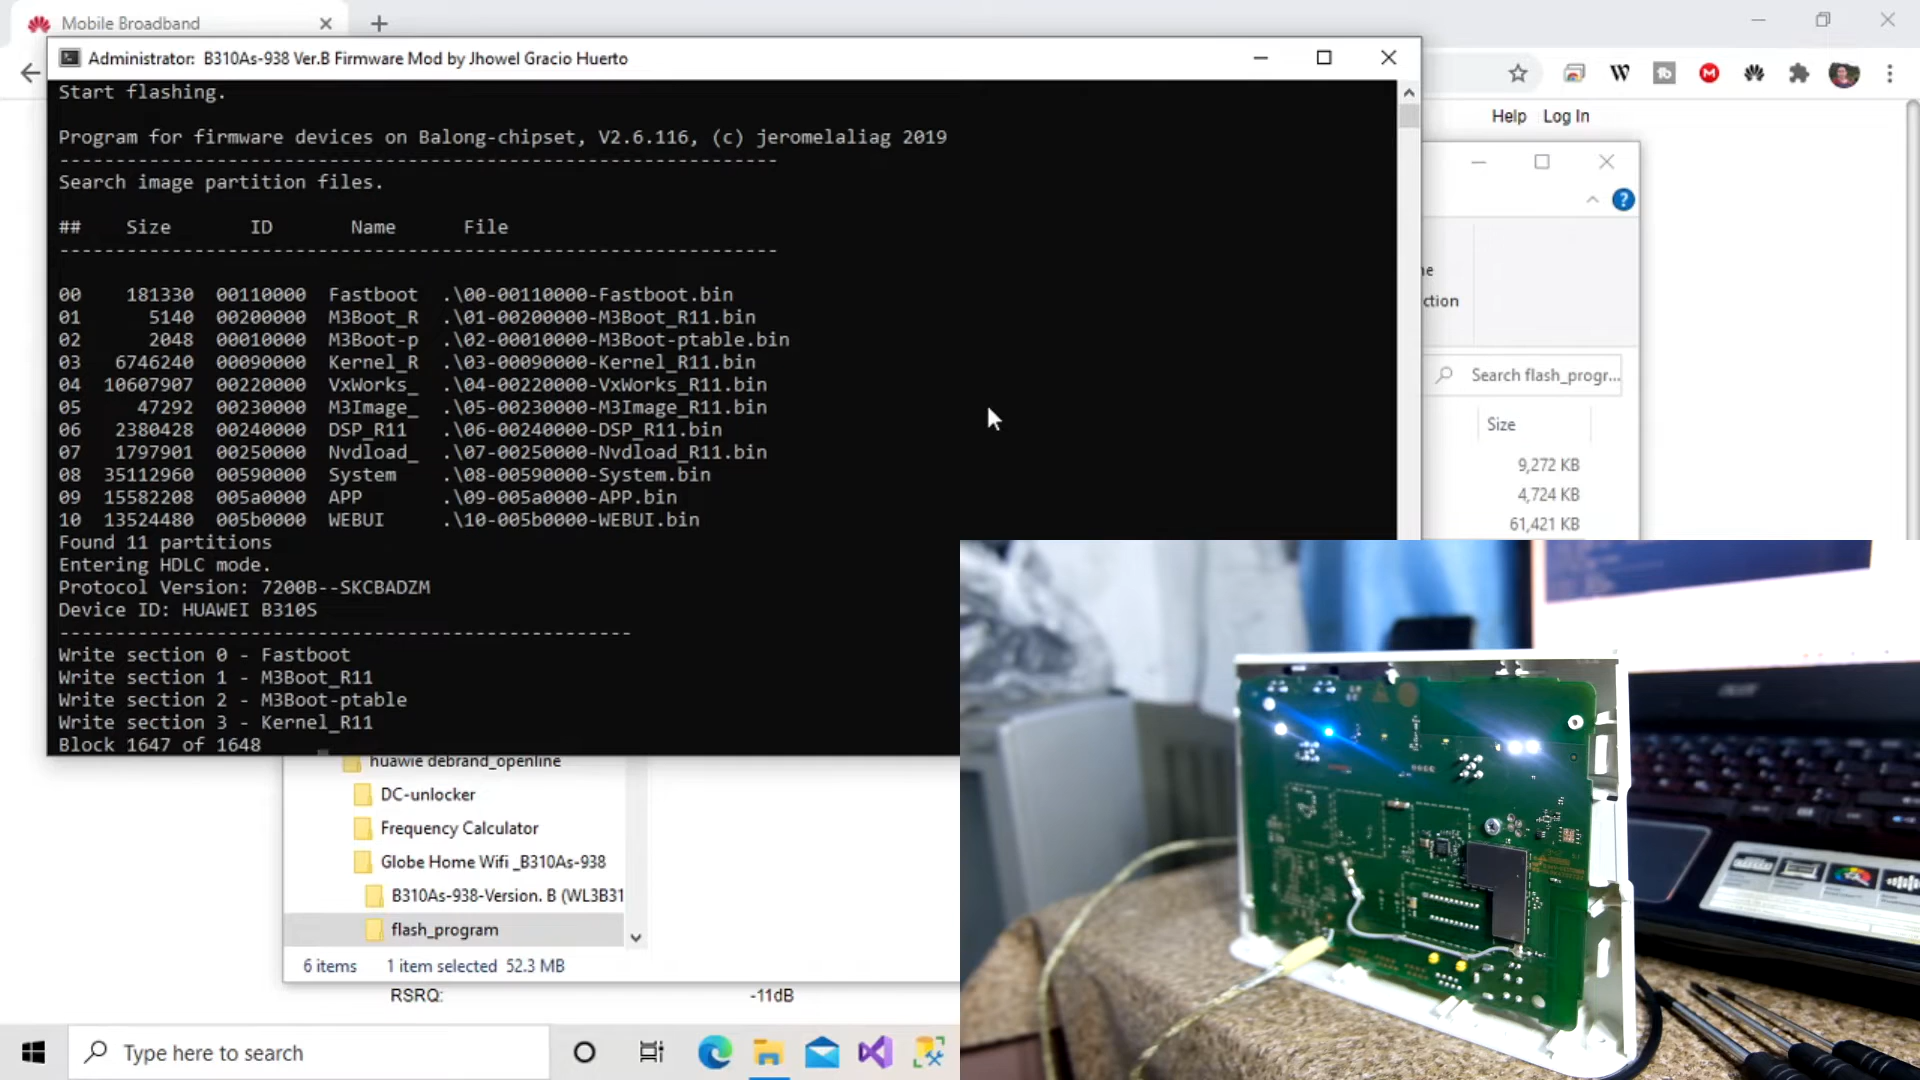 Mobile Broadband
Administrator: B310As-938 Ver.B Firmware Mod by Jhowel Gracio Huerto
Help Log In
Start flashing.
Program for firmware devices on Balong-chipset, V2.6.116, (c) jeromelaliag 2019
----------------------------------------------------------------
Search image partition files.
## Size ID Name File
----------------------------------------------------------------
00 181330 00110000 Fastboot .\00-00110000-Fastboot.bin
01 5140 00200000 M3Boot_R .\01-00200000-M3Boot_R11.bin
02 2048 00010000 M3Boot-p .\02-00010000-M3Boot-ptable.bin
03 6746240 00090000 Kernel_R .\03-00090000-Kernel_R11.bin
04 10607907 00220000 VxWorks_ .\04-00220000-VxWorks_R11.bin
05 47292 00230000 M3Image_ .\05-00230000-M3Image_R11.bin
06 2380428 00240000 DSP_R11 .\06-00240000-DSP_R11.bin
07 1797901 00250000 Nvdload_ .\07-00250000-Nvdload_R11.bin
08 35112960 00590000 System .\08-00590000-System.bin
09 15582208 005a0000 APP .\09-005a0000-APP.bin
10 13524480 005b0000 WEBUI .\10-005b0000-WEBUI.bin
Found 11 partitions
Entering HDLC mode.
Protocol Version: 7200B--SKCBADZM
Device ID: HUAWEI B310S
---------------------------------------------------
Write section 0 - Fastboot
Write section 1 - M3Boot_R11
Write section 2 - M3Boot-ptable
Write section 3 - Kernel_R11
Block 1647 of 1648
ne
ction
Search flash_progr...
Size
9,272 KB
4,724 KB
61,421 KB
huawie debrand_openline
DC-unlocker
Frequency Calculator
Globe Home Wifi _B310As-938
B310As-938-Version. B (WL3B31
flash_program
6 items 1 item selected 52.3 MB
RSRQ: -11dB
Type here to search
acer